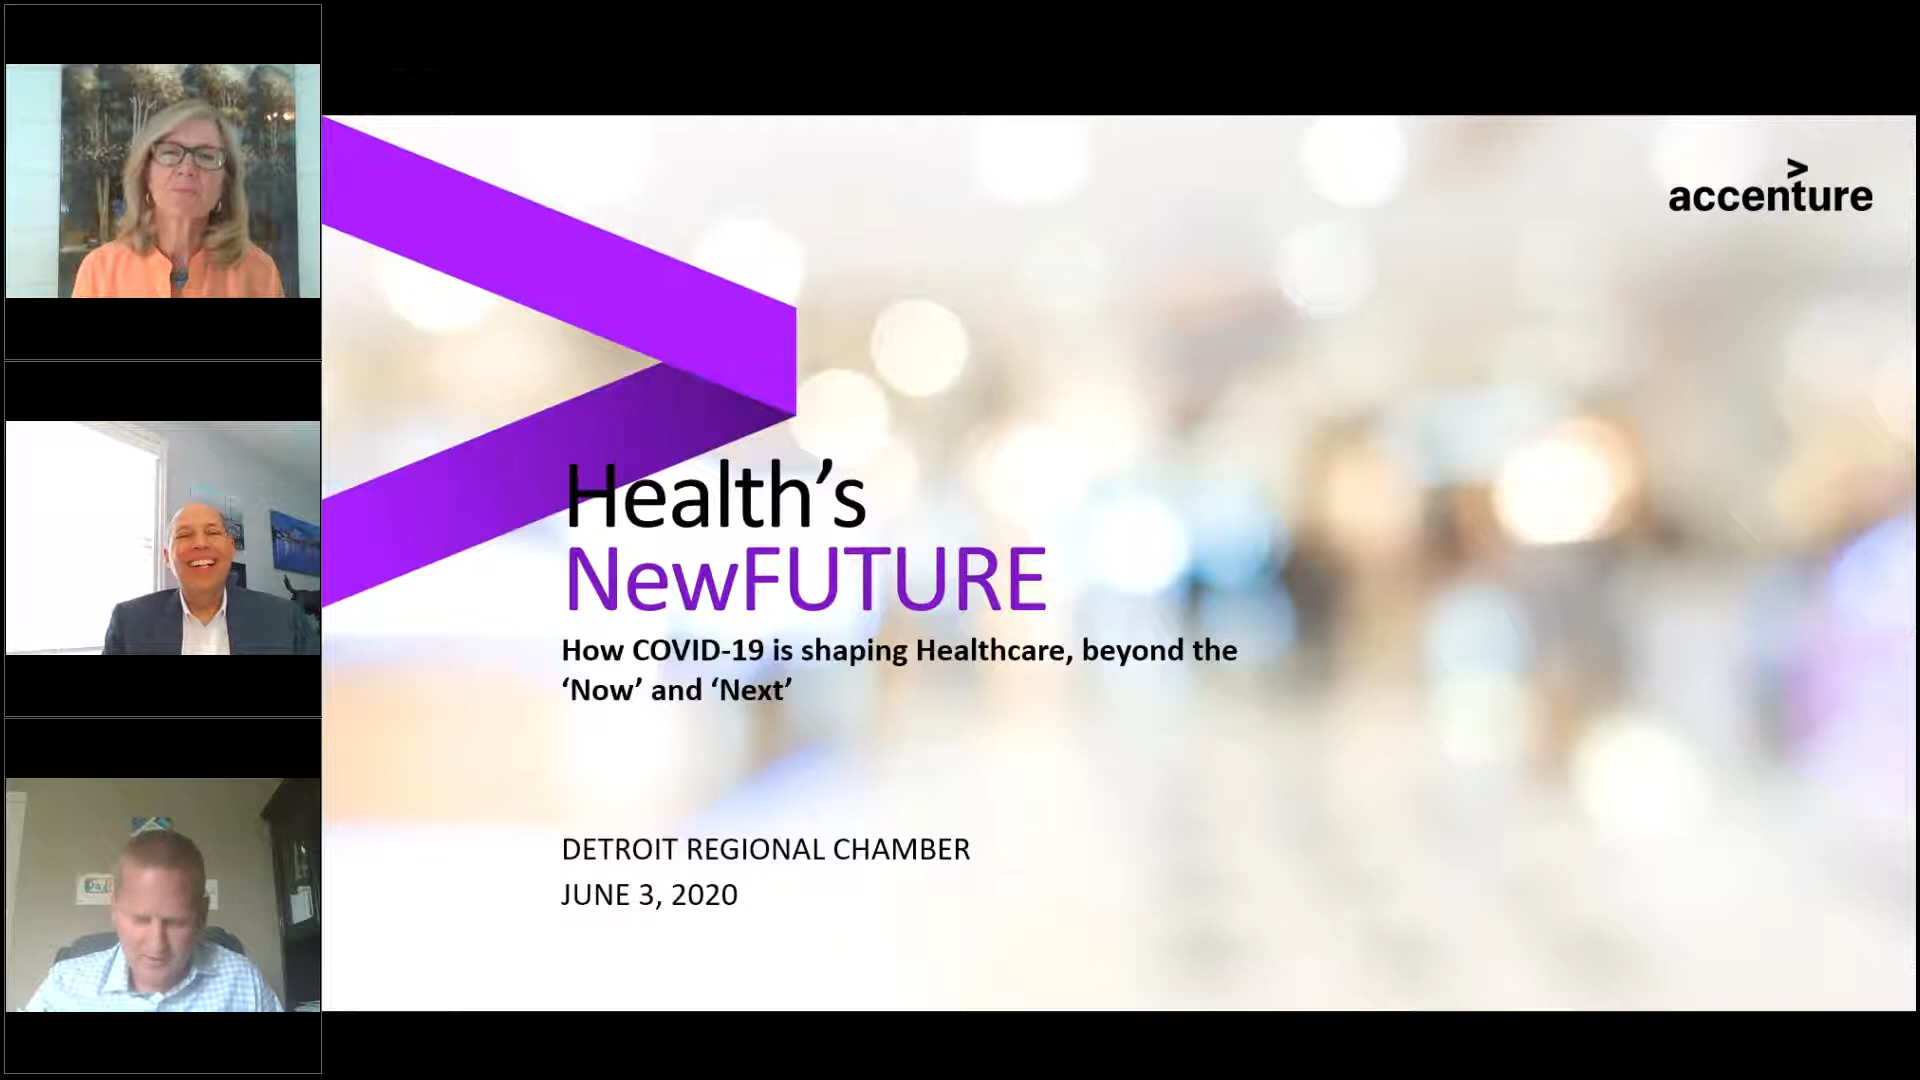 >
accenture
Health’s
NewFUTURE
How COVID-19 is shaping Healthcare, beyond the
‘Now’ and ‘Next’
DETROIT REGIONAL CHAMBER
JUNE 3, 2020